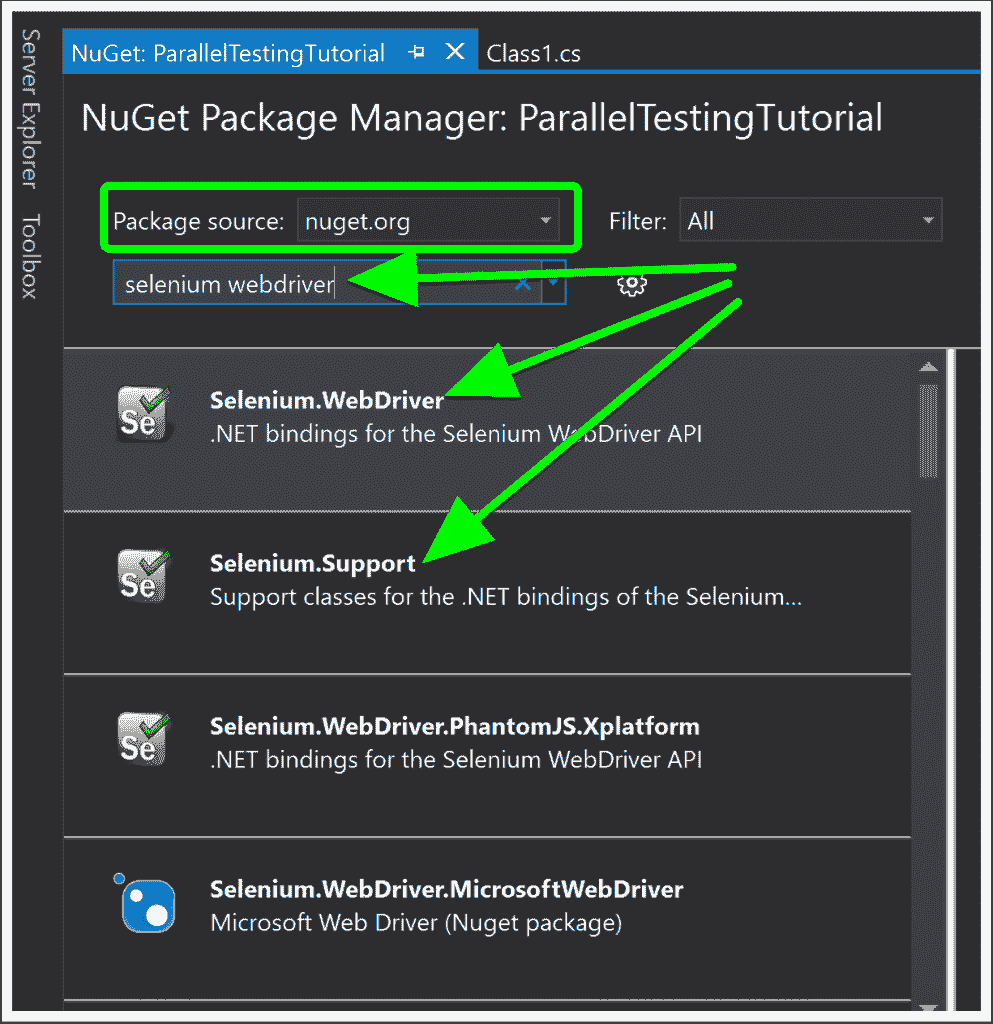 Server Explorer
Toolbox
NuGet: ParallelTestingTutorial
Class1.cs
NuGet Package Manager: ParallelTestingTutorial
Package source: nuget.org
Filter: All
selenium webdriver
Se
Selenium.WebDriver
.NET bindings for the Selenium WebDriver API
Se
Selenium.Support
Support classes for the .NET bindings of the Selenium...
Se
Selenium.WebDriver.PhantomJS.Xplatform
.NET bindings for the Selenium WebDriver API
Selenium.WebDriver.MicrosoftWebDriver
Microsoft Web Driver (Nuget package)